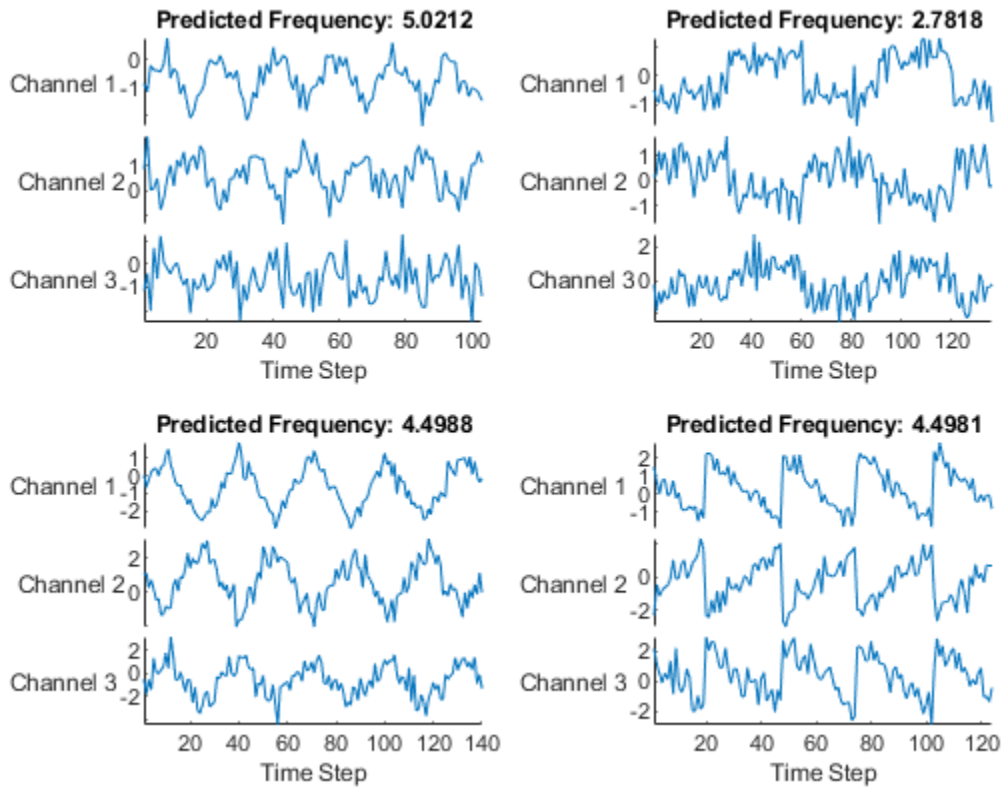 Predicted Frequency: 5.0212
Channel 1
0
-1
Channel 2
1
0
Channel 3
0
-1
20 40 60 80 100
Time Step
Predicted Frequency: 2.7818
Channel 1
0
-1
Channel 2
1
0
-1
Channel 3
2
0
20 40 60 80 100 120
Time Step
Predicted Frequency: 4.4988
Channel 1
1
0
-1
-2
Channel 2
2
0
Channel 3
2
0
-2
20 40 60 80 100 120 140
Time Step
Predicted Frequency: 4.4981
Channel 1
2
1
0
-1
Channel 2
0
-2
Channel 3
2
0
-2
20 40 60 80 100 120
Time Step